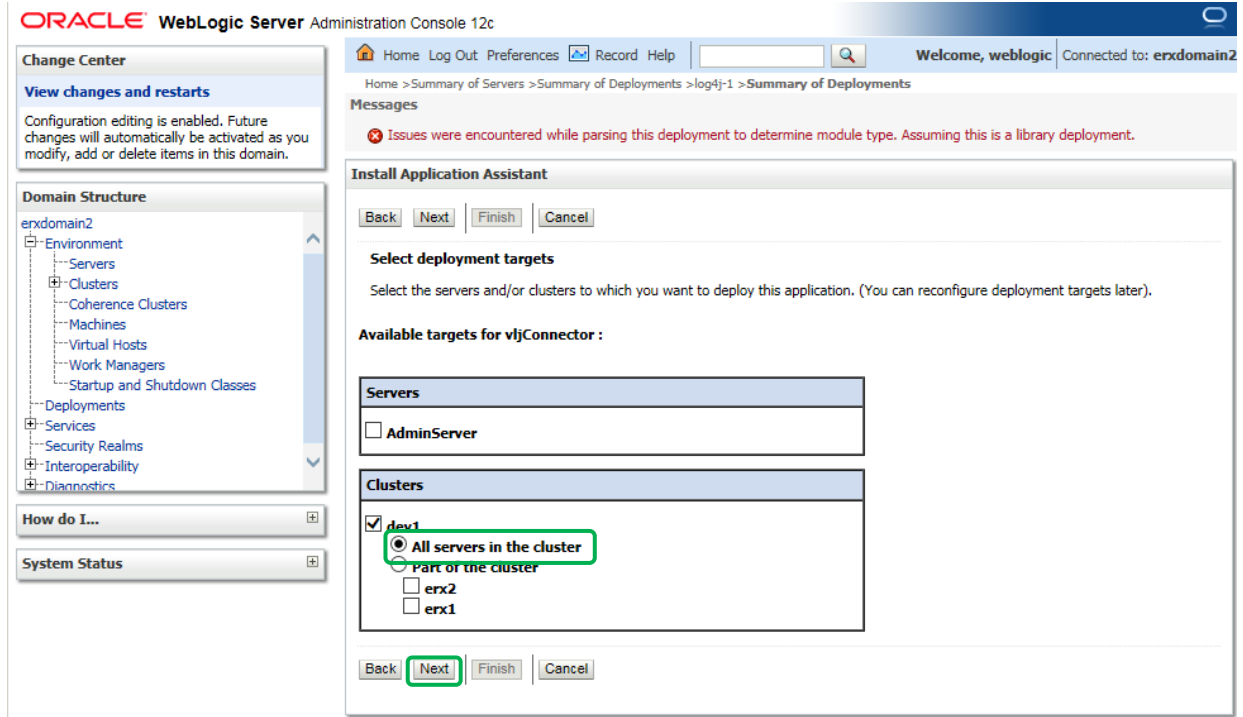 ORACLE WebLogic Server Administration Console 12c
Change Center
View changes and restarts
Configuration editing is enabled. Future
changes will automatically be activated as you
modify, add or delete items in this domain.
Domain Structure
erxdomain2
Environment
Servers
Clusters
Coherence Clusters
Machines
Virtual Hosts
Work Managers
Startup and Shutdown Classes
Deployments
Services
Security Realms
Interoperability
Diagnostics
How do I...
System Status
Home Log Out Preferences Record Help
Welcome, weblogic Connected to: erxdomain2
Home >Summary of Servers >Summary of Deployments >log4j-1 >Summary of Deployments
Messages
Issues were encountered while parsing this deployment to determine module type. Assuming this is a library deployment.
Install Application Assistant
Back Next Finish Cancel
Select deployment targets
Select the servers and/or clusters to which you want to deploy this application. (You can reconfigure deployment targets later).
Available targets for vljConnector :
Servers
AdminServer
Clusters
dev1
All servers in the cluster
Part of the cluster
erx2
erx1
Back Next Finish Cancel